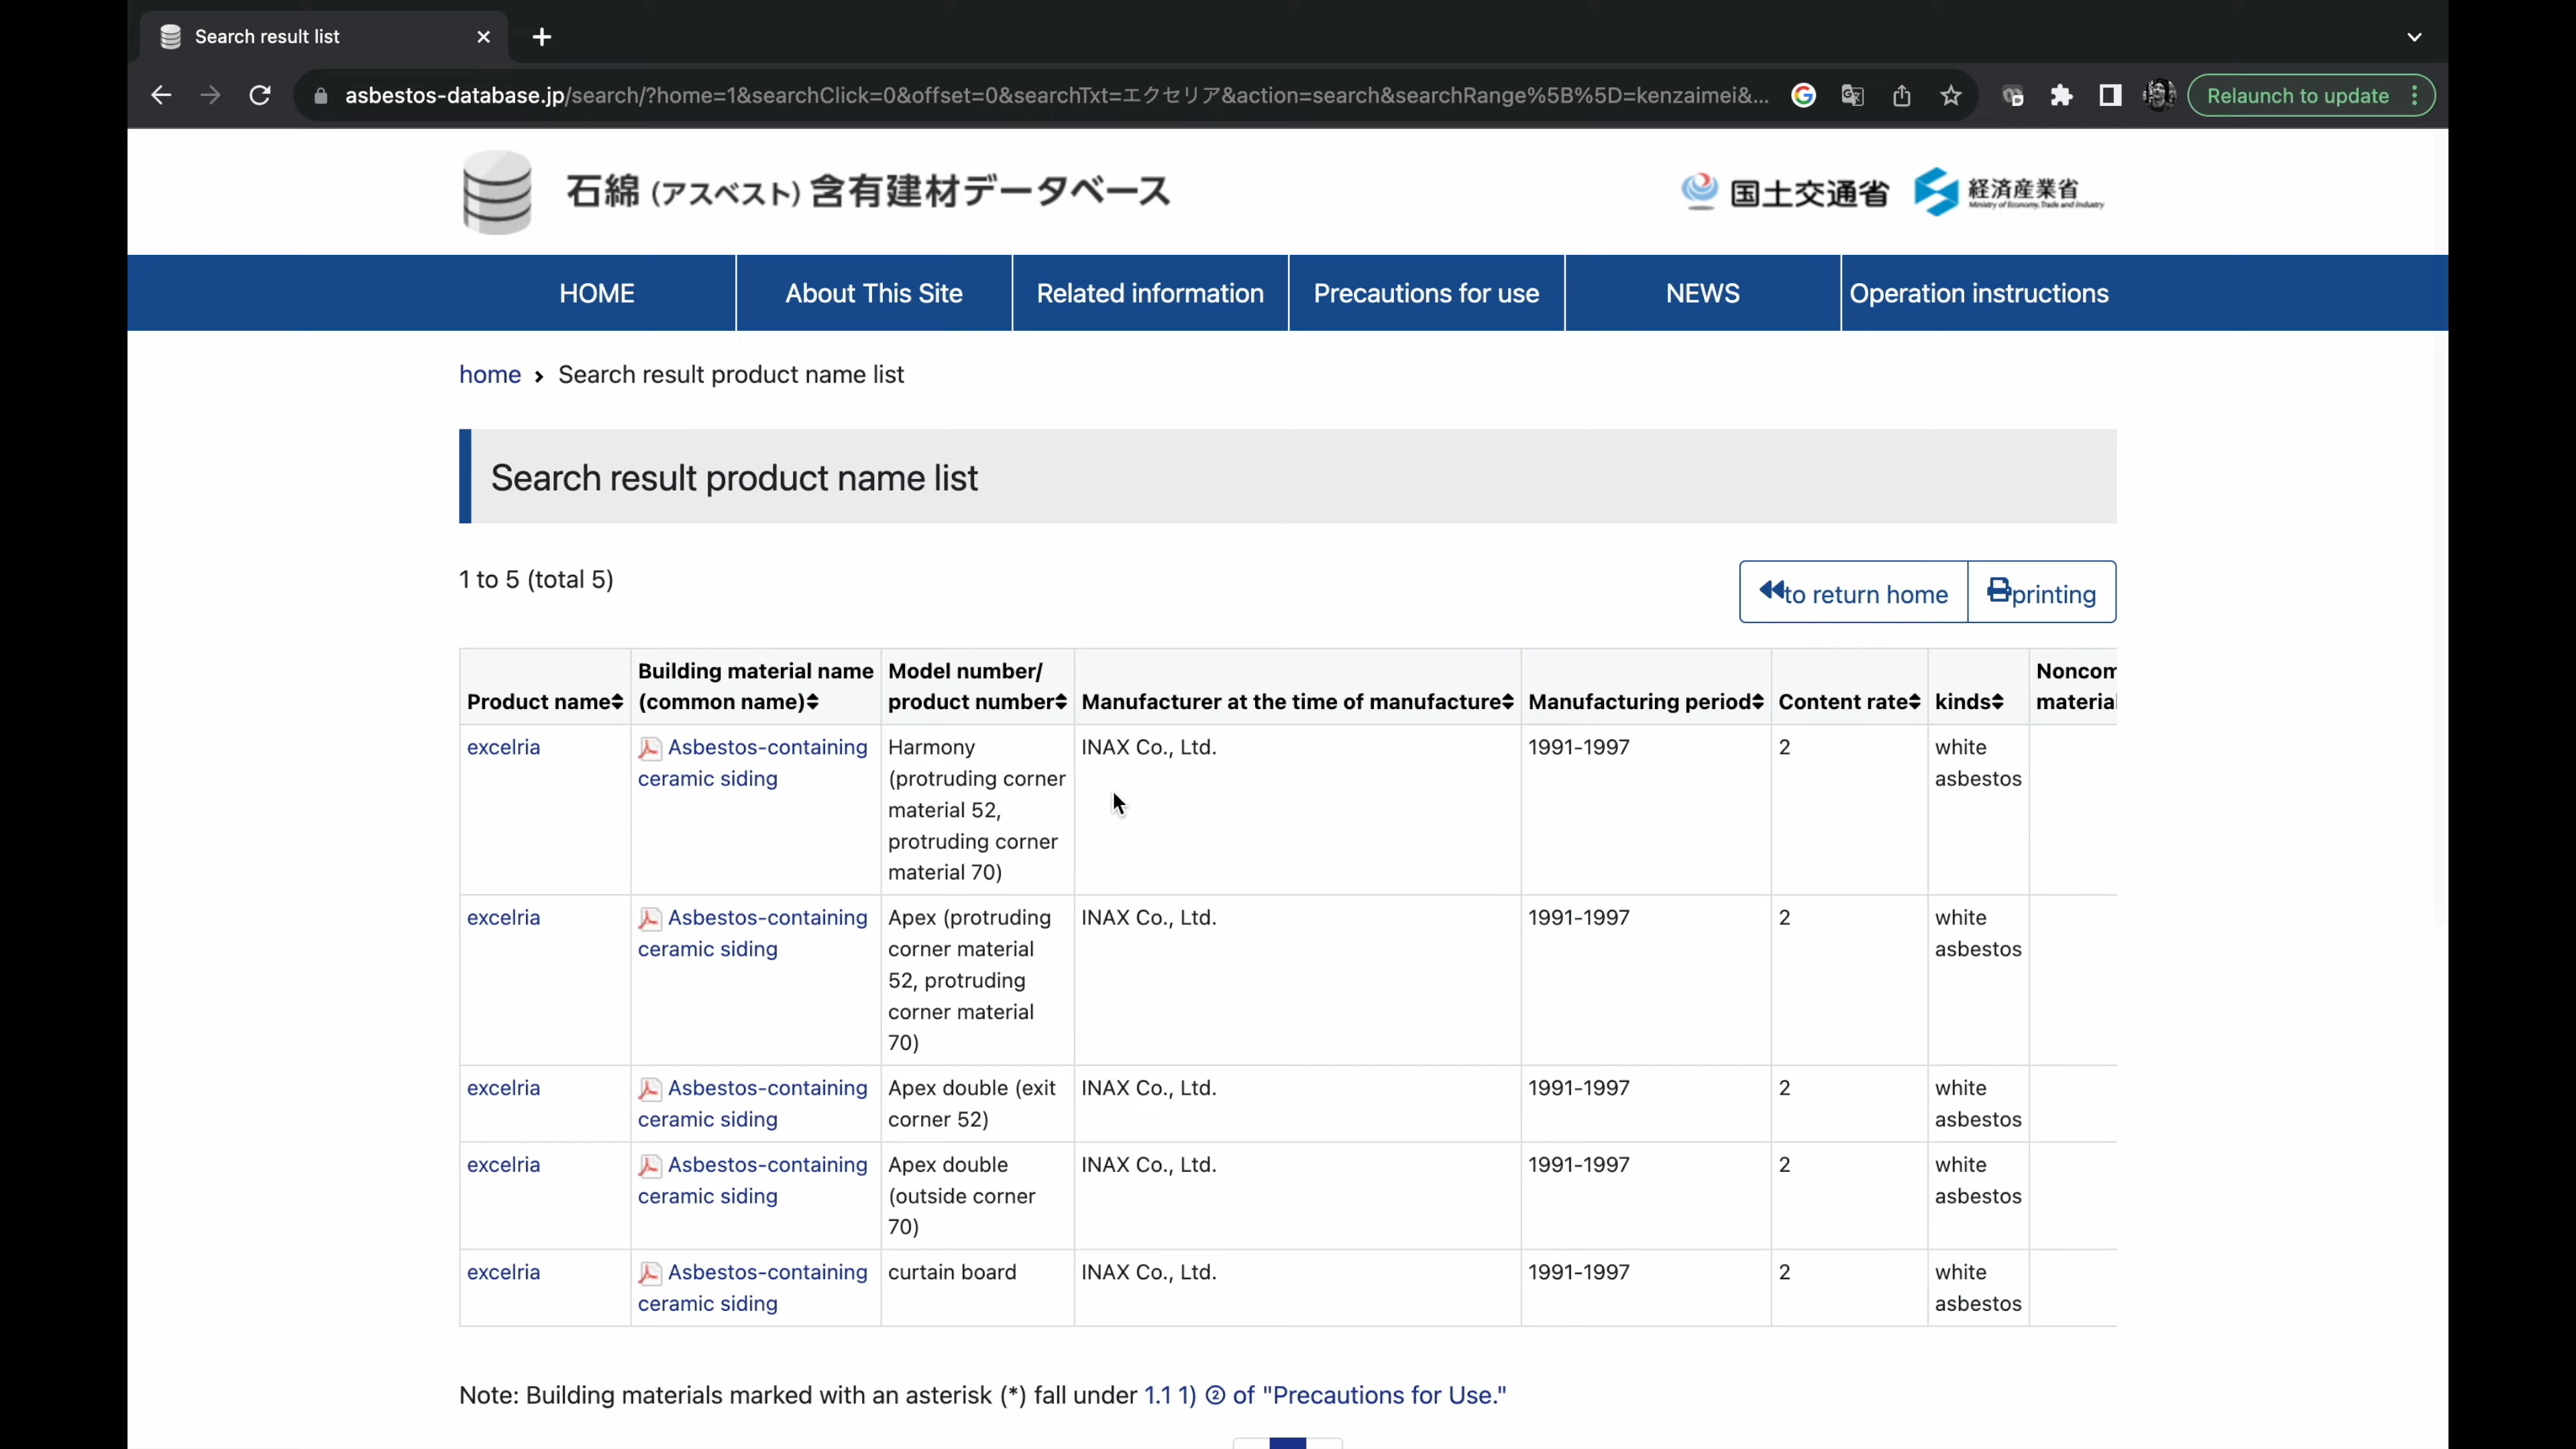 Search result list
asbestos-database.jp/search/?home=1&searchClick=0&offset=0&searchTxt=エクセリア&action=search&searchRange%5B%5D=kenzaimei&...
Relaunch to update
石綿（アスベスト）含有建材データベース
国土交通省
経済産業省
Ministry of Economy, Trade and Industry
HOME
About This Site
Related information
Precautions for use
NEWS
Operation instructions
home › Search result product name list
Search result product name list
1 to 5 (total 5)
to return home
printing
Building material name Model number/ Noncom
Product name (common name) product number Manufacturer at the time of manufacture Manufacturing period Content rate kinds material
excelria Asbestos-containing Harmony INAX Co., Ltd. 1991-1997 2 white
ceramic siding (protruding corner asbestos
material 52,
protruding corner
material 70)
excelria Asbestos-containing Apex (protruding INAX Co., Ltd. 1991-1997 2 white
ceramic siding corner material asbestos
52, protruding
corner material
70)
excelria Asbestos-containing Apex double (exit INAX Co., Ltd. 1991-1997 2 white
ceramic siding corner 52) asbestos
excelria Asbestos-containing Apex double INAX Co., Ltd. 1991-1997 2 white
ceramic siding (outside corner asbestos
70)
excelria Asbestos-containing curtain board INAX Co., Ltd. 1991-1997 2 white
ceramic siding asbestos
Note: Building materials marked with an asterisk (*) fall under 1.1 1) ② of "Precautions for Use."